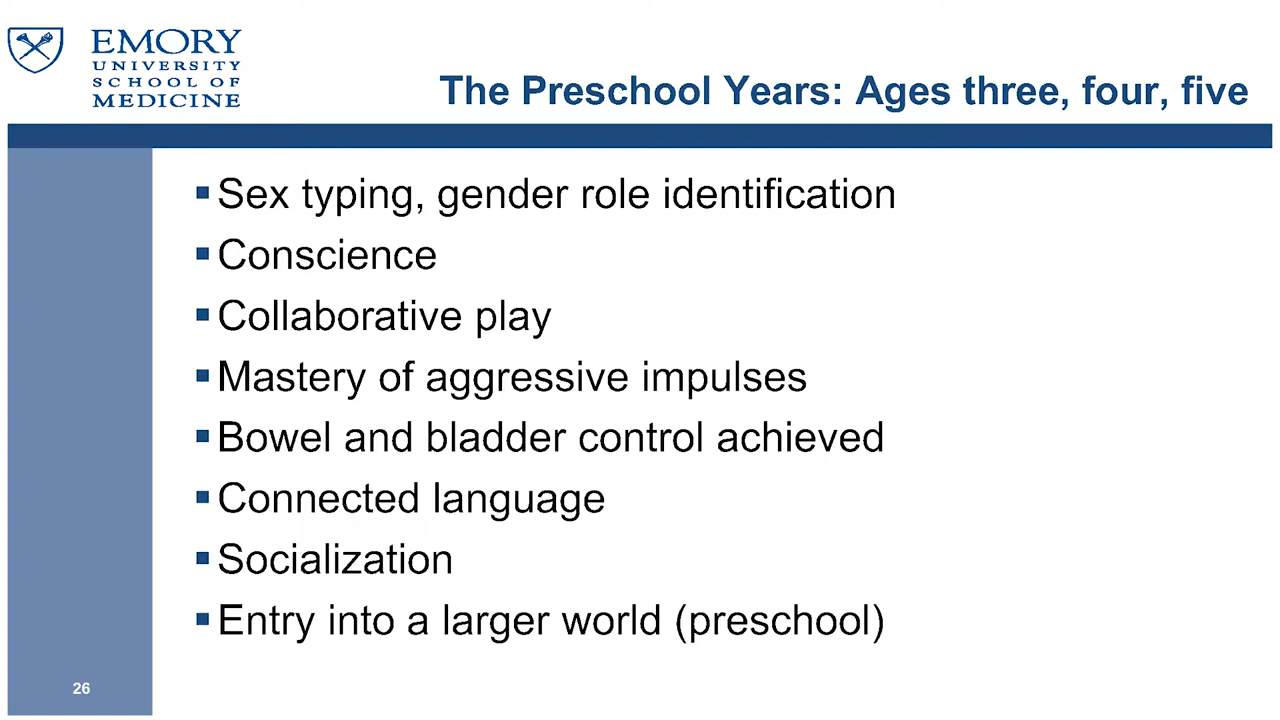 EMORY
UNIVERSITY
SCHOOL OF
MEDICINE
The Preschool Years: Ages three, four, five
▪Sex typing, gender role identification
▪Conscience
▪Collaborative play
▪Mastery of aggressive impulses
▪Bowel and bladder control achieved
▪Connected language
▪Socialization
▪Entry into a larger world (preschool)
26